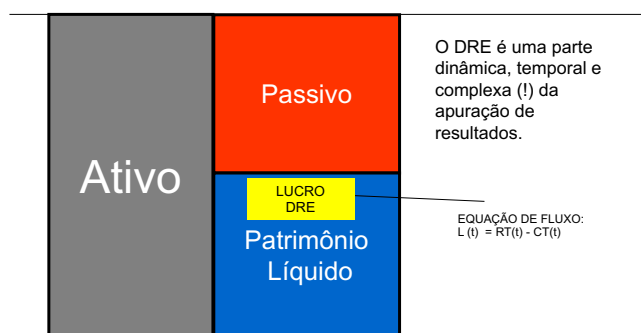 Ativo
Passivo
LUCRO
DRE
Patrimônio
Líquido
O DRE é uma parte
dinâmica, temporal e
complexa (!) da
apuração de
resultados.
EQUAÇÃO DE FLUXO:
L (t)  = RT(t) - CT(t)